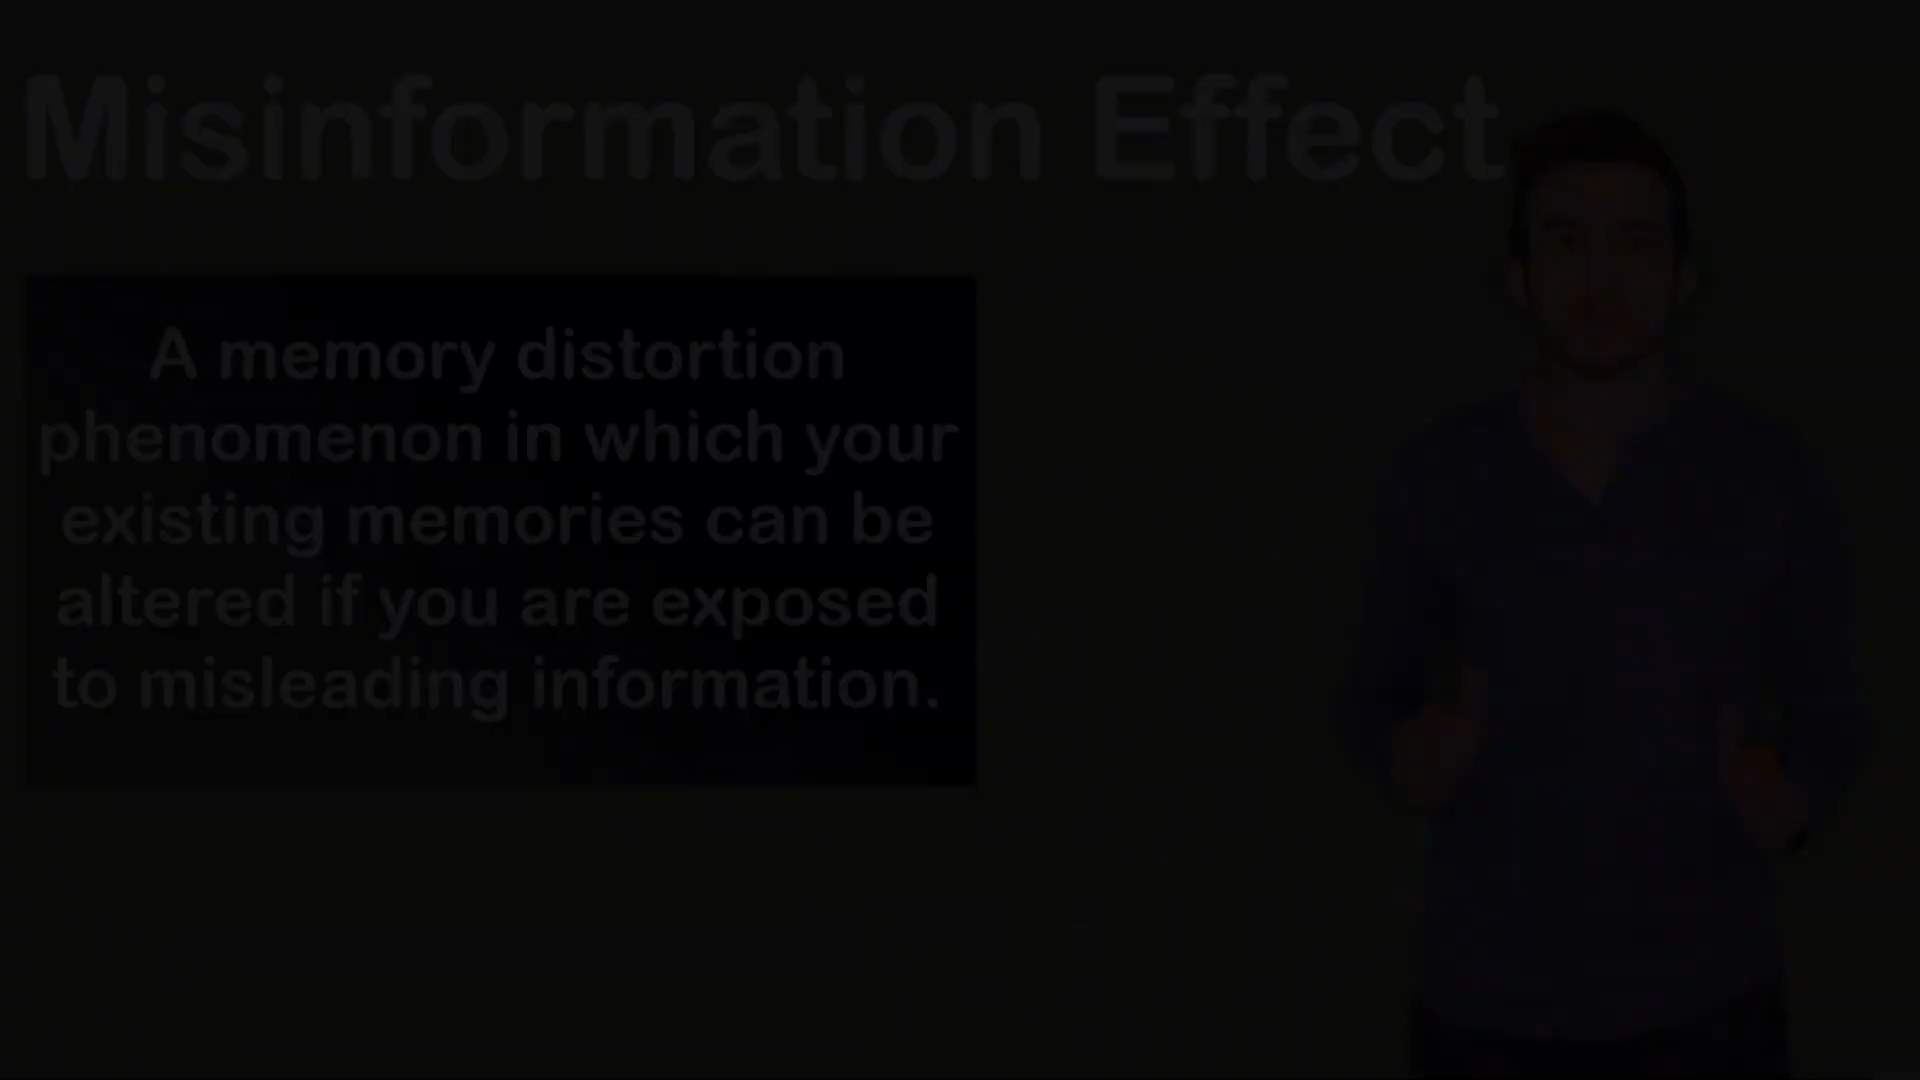 Misinformation Effect
A memory distortion
phenomenon in which your
existing memories can be
altered if you are exposed
to misleading information.